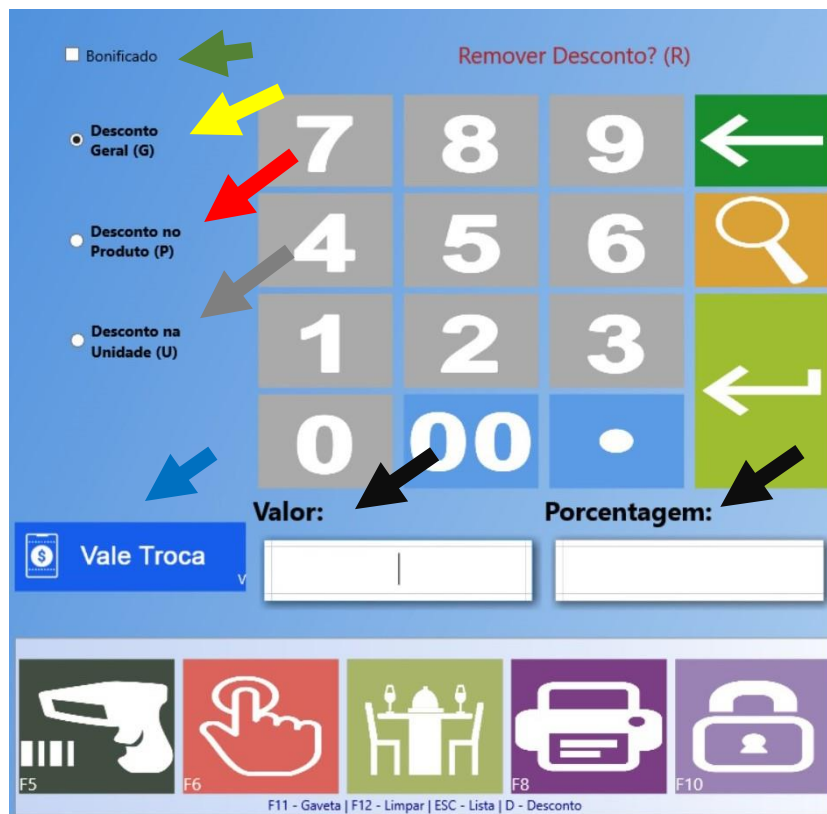 Bonificado
Remover Desconto? (R)
Desconto
Geral (G)
7 8 9
Desconto no
Produto (P)
4 5 6
Desconto na
Unidade (U)
1 2 3
0 00 •
Valor:
Porcentagem:
$ Vale Troca
V
F5
F6
F8
F10
F11 - Gaveta | F12 - Limpar | ESC - Lista | D - Desconto